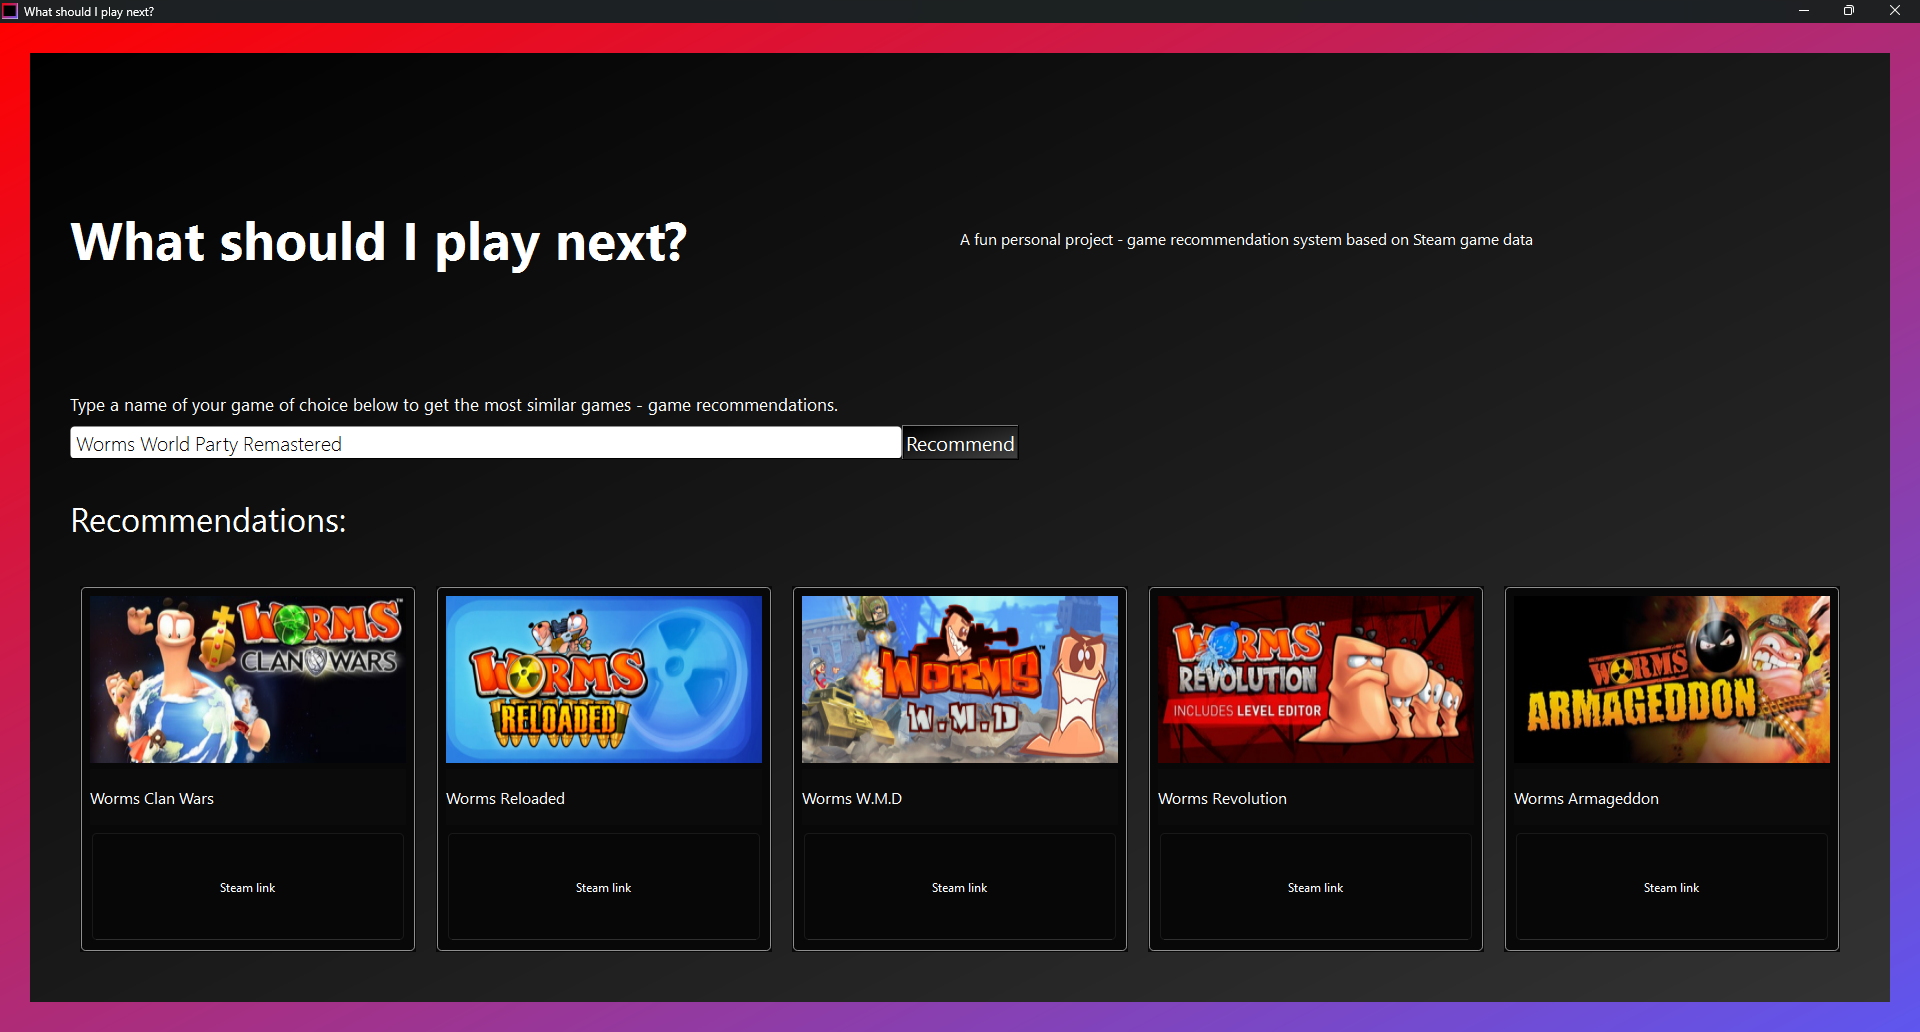 What should I play next?
What should I play next?
A fun personal project - game recommendation system based on Steam game data
Type a name of your game of choice below to get the most similar games - game recommendations.
Worms World Party Remastered
Recommend
Recommendations:
WORMS™
CLAN WARS
Worms Clan Wars
Steam link
WORMS
RELOADED
Worms Reloaded
Steam link
WORMS™
W.M.D
Worms W.M.D
Steam link
WORMS™
REVOLUTION
INCLUDES LEVEL EDITOR
Worms Revolution
Steam link
WORMS
ARMAGEDDON
Worms Armageddon
Steam link